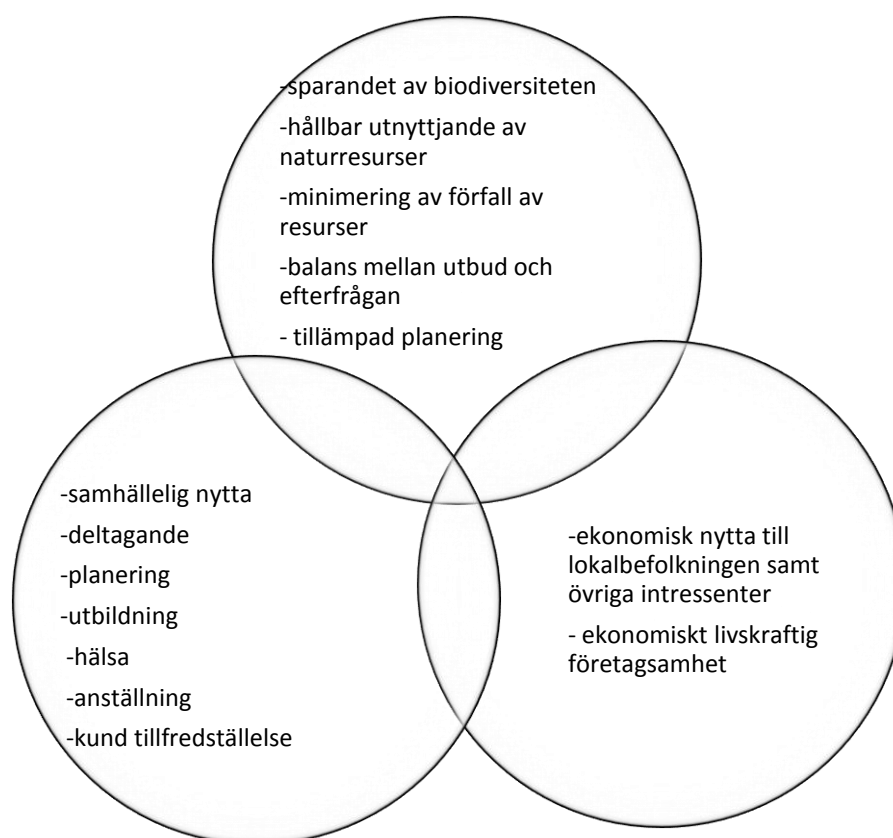 -sparandet av biodiversiteten
-hållbar utnyttjande av
naturresurser
-minimering av förfall av
resurser
-balans mellan utbud och
efterfrågan
- tillämpad planering
-samhällelig nytta
-deltagande
-planering
-utbildning
-hälsa
-anställning
-kund tillfredställelse
-ekonomisk nytta till
lokalbefolkningen samt
övriga intressenter
- ekonomiskt livskraftig
företagsamhet